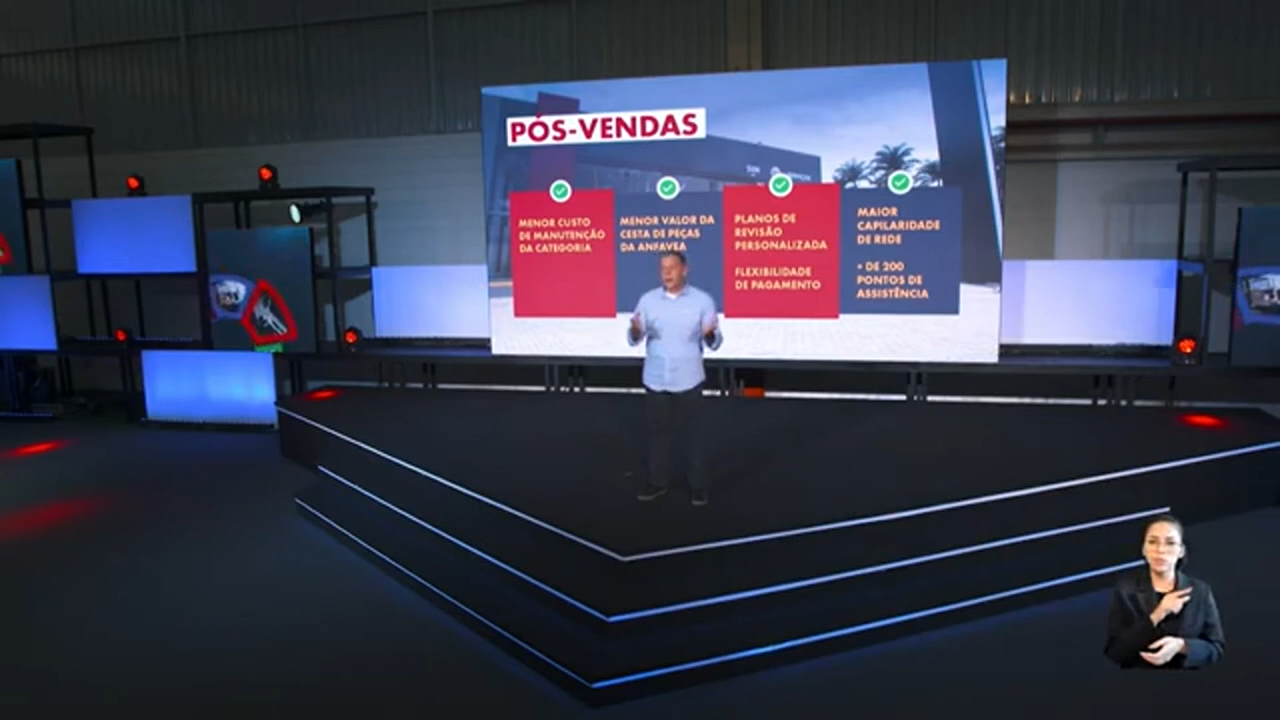 PÓS-VENDAS
MENOR CUSTO
DE MANUTENÇÃO
DA CATEGORIA
MENOR VALOR DA
CESTA DE PEÇAS
DA ANFAVEA
PLANOS DE
REVISÃO
PERSONALIZADA
FLEXIBILIDADE
DE PAGAMENTO
MAIOR
CAPILARIDADE
DE REDE
+ DE 200
PONTOS DE
ASSISTÊNCIA